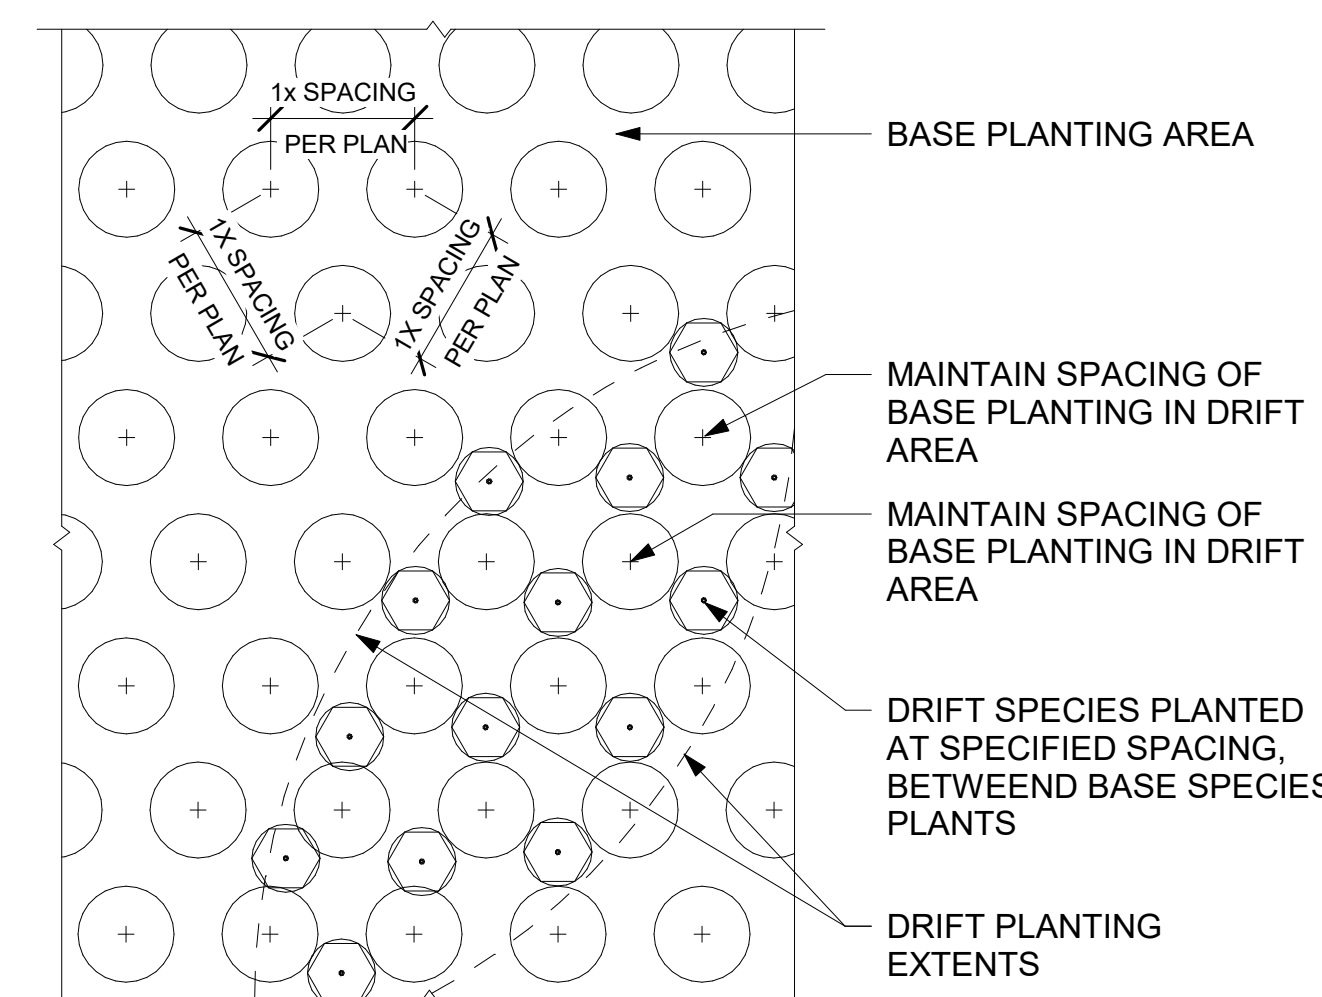 1x SPACING
PER PLAN
BASE PLANTING AREA
1X SPACING
PER PLAN
1X SPACING
PER PLAN
MAINTAIN SPACING OF
BASE PLANTING IN DRIFT
AREA
MAINTAIN SPACING OF
BASE PLANTING IN DRIFT
AREA
DRIFT SPECIES PLANTED
AT SPECIFIED SPACING,
BETWEEND BASE SPECIES
PLANTS
DRIFT PLANTING
EXTENTS